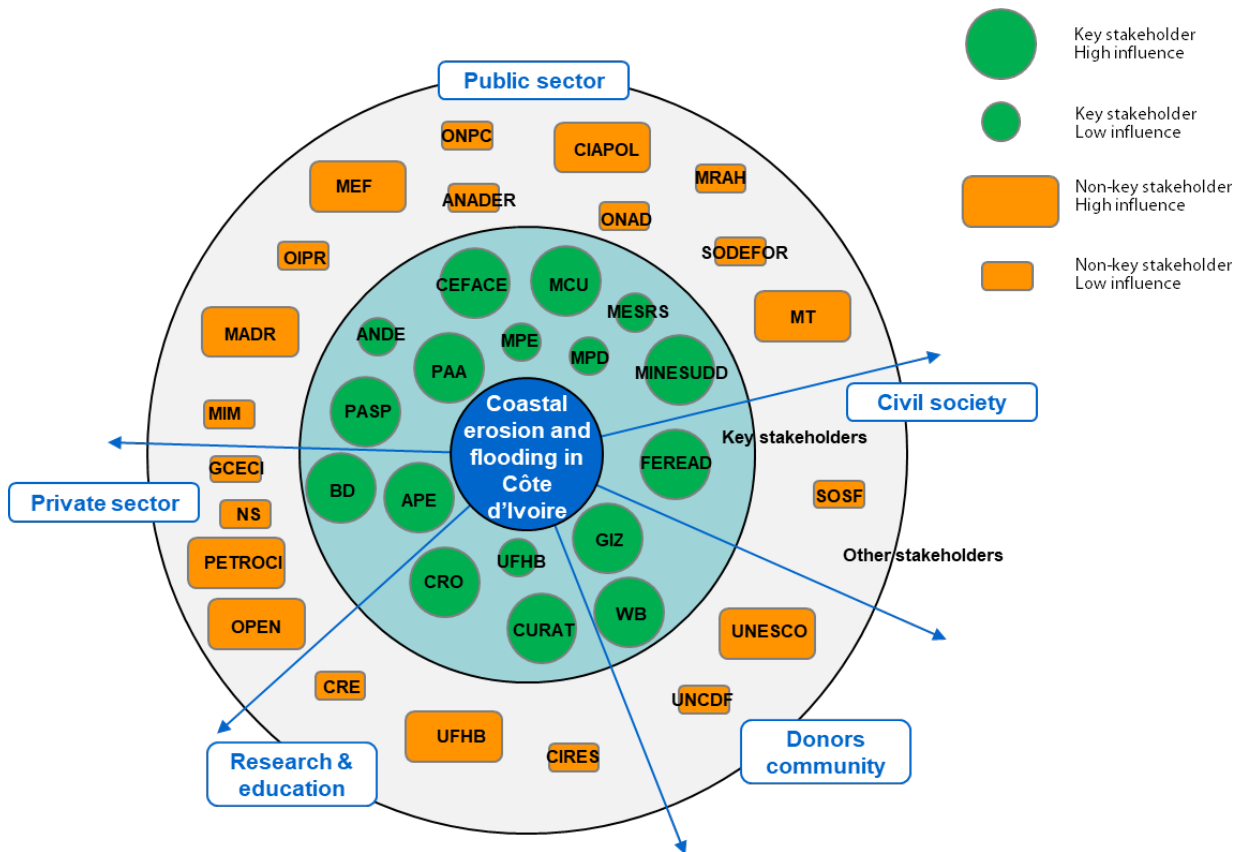 Key stakeholder
High influence
Public sector
Key stakeholder
Low influence
ONPC
CIAPOL
MRAH
MEF
ANADER
Non-key stakeholder
High influence
ONAD
OIPR
SODEFOR
Non-key stakeholder
Low influence
CEFACE
MCU
MESRS
MADR
ANDE
MPE
MPD
MT
PAA
MINESUDD
PASP
MIM
Coastal
erosion and
flooding in
Côte
d’Ivoire
Civil society
Key stakeholders
FEREAD
GCECI
BD
APE
SOSF
Private sector
NS
GIZ
Other stakeholders
PETROCI
UFHB
CRO
OPEN
CURAT
WB
UNESCO
CRE
UNCDF
UFHB
CIRES
Research &
education
Donors
community